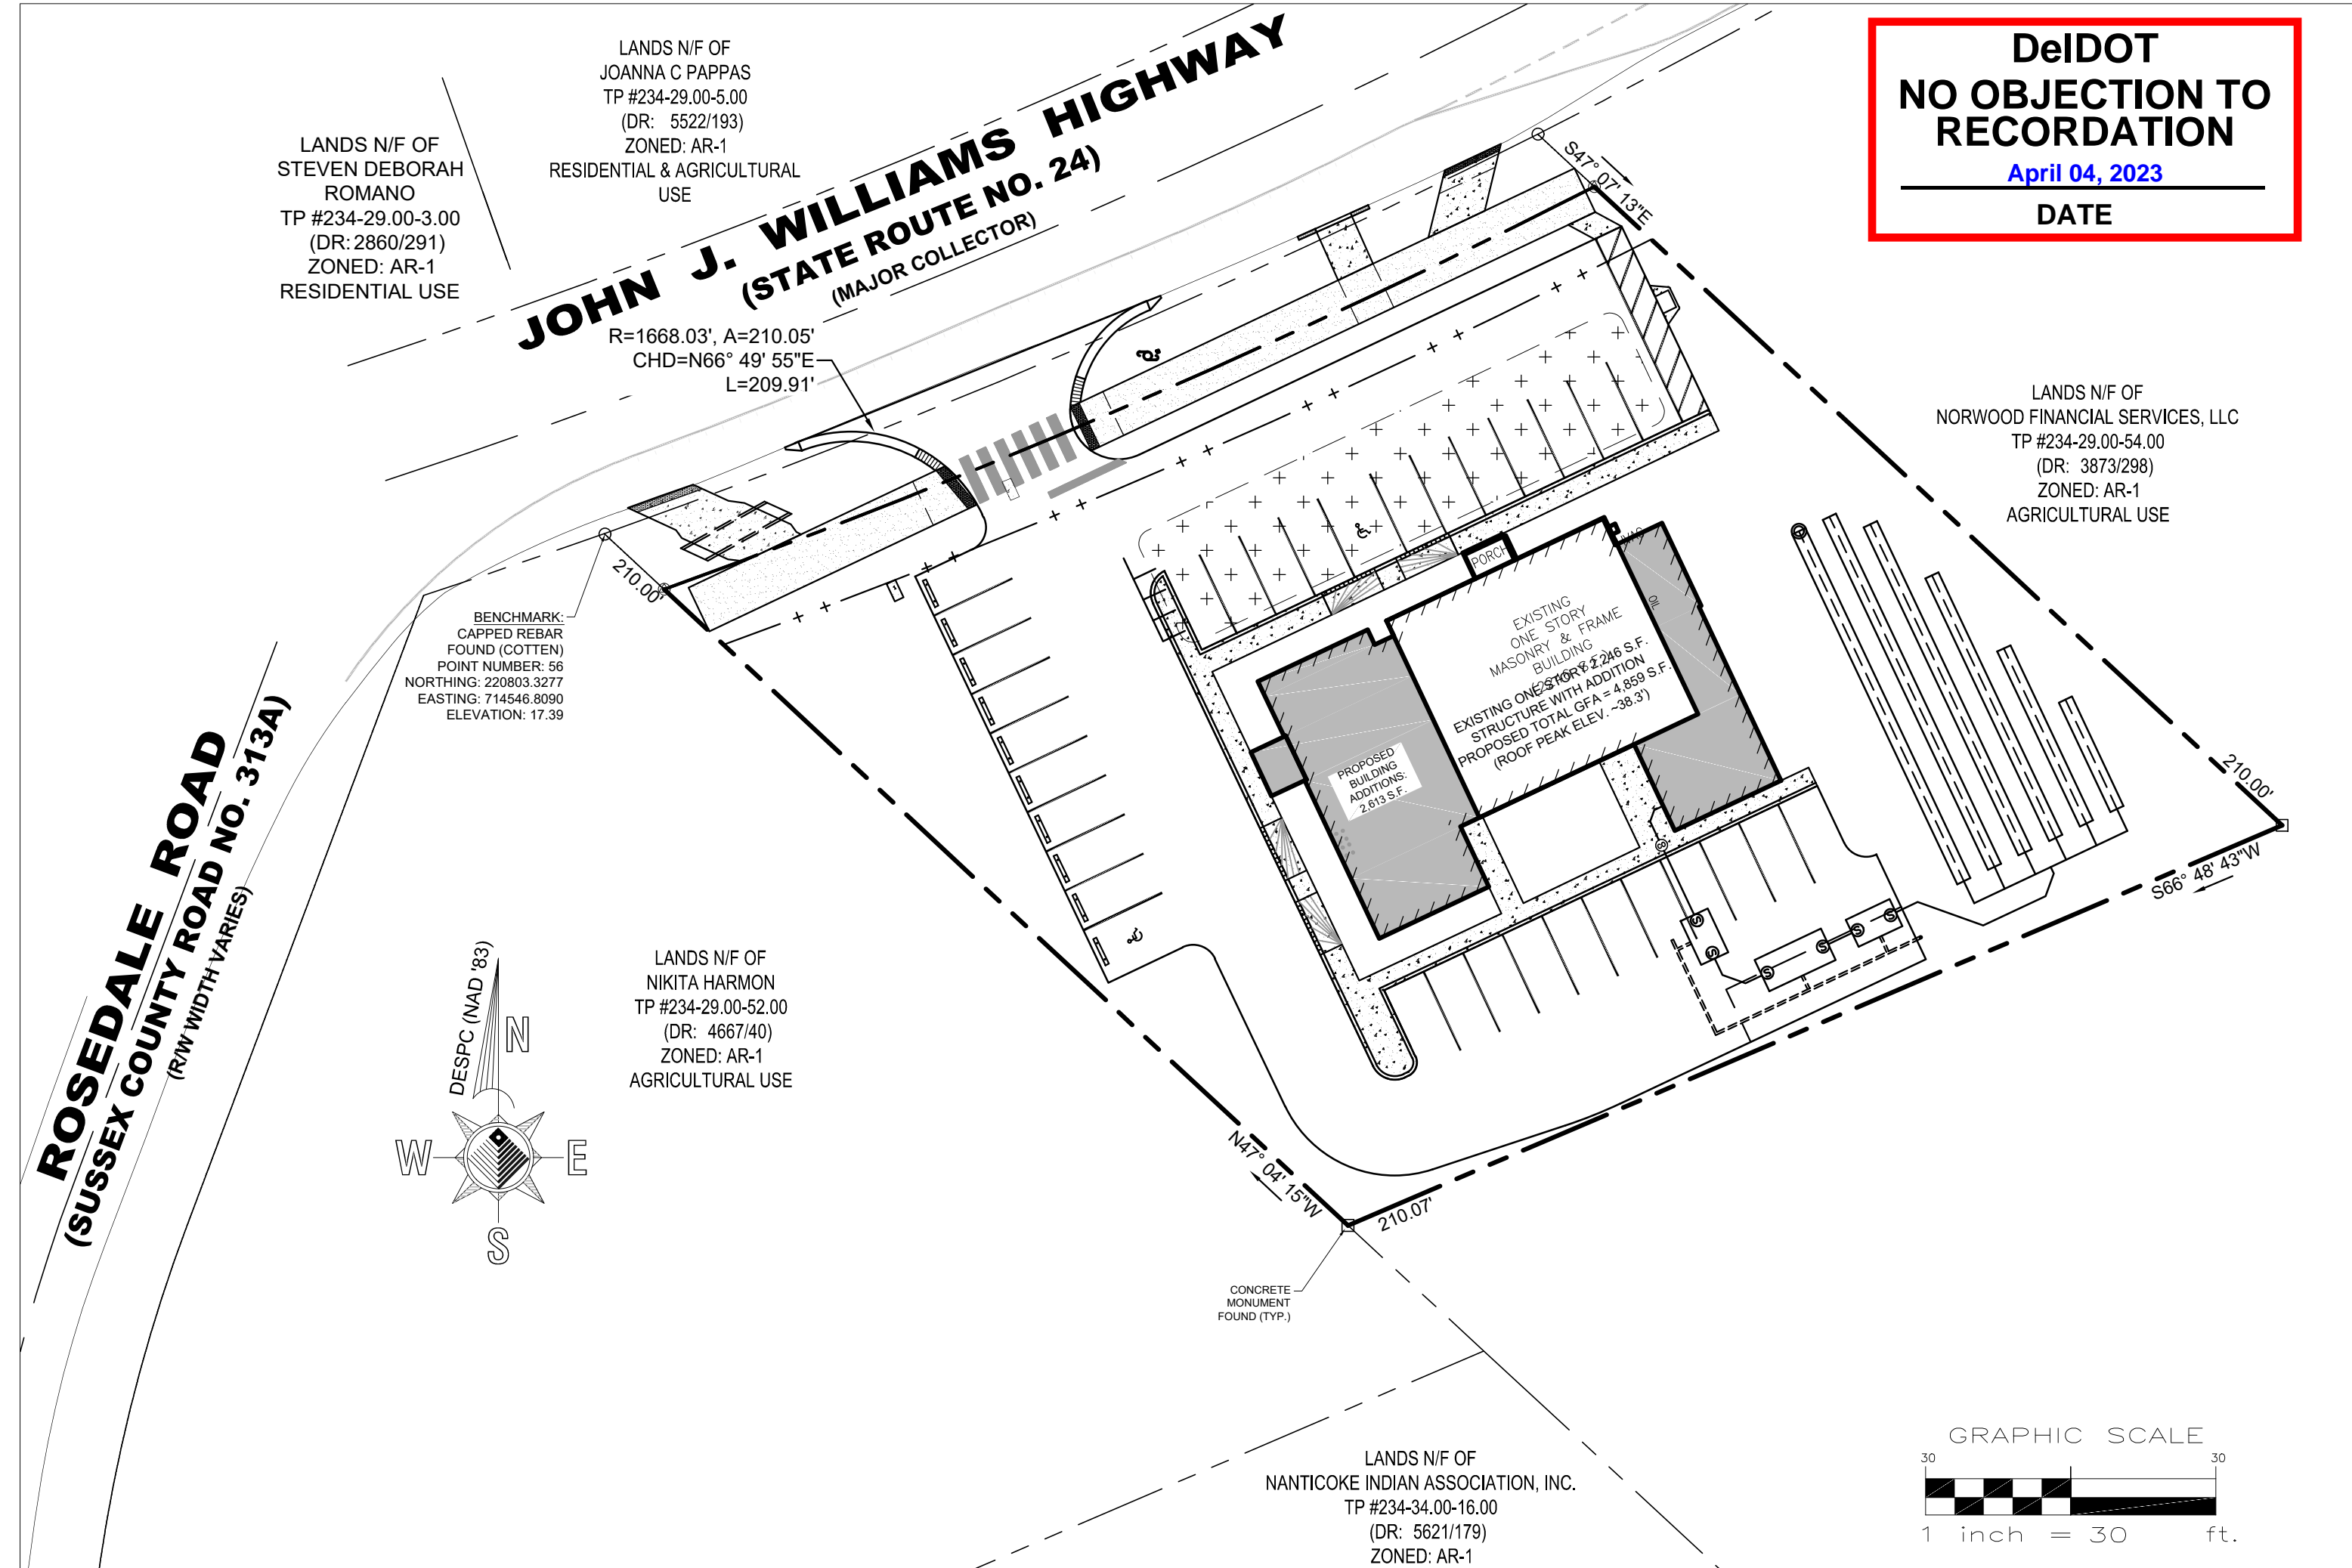 DelDOT
NO OBJECTION TO
RECORDATION
April 04, 2023
DATE
LANDS N/F OF
JOANNA C PAPPAS
TP #234-29.00-5.00
(DR: 5522/193)
ZONED: AR-1
RESIDENTIAL & AGRICULTURAL
USE
LANDS N/F OF
STEVEN DEBORAH
ROMANO
TP #234-29.00-3.00
(DR: 2860/291)
ZONED: AR-1
RESIDENTIAL USE
JOHN J. WILLIAMS HIGHWAY
(STATE ROUTE NO. 24)
(MAJOR COLLECTOR)
R=1668.03', A=210.05'
CHD=N66° 49' 55"E
L=209.91'
S47° 07' 13"E
LANDS N/F OF
NORWOOD FINANCIAL SERVICES, LLC
TP #234-29.00-54.00
(DR: 3873/298)
ZONED: AR-1
AGRICULTURAL USE
210.00'
BENCHMARK:
CAPPED REBAR
FOUND (COTTEN)
POINT NUMBER: 56
NORTHING: 220803.3277
EASTING: 714546.8090
ELEVATION: 17.39
PORCH
HVAC
OIL
EXISTING
ONE STORY
MASONRY & FRAME
BUILDING
EXISTING ONE STORY 2,246 S.F.
STRUCTURE WITH ADDITION
PROPOSED TOTAL GFA = 4,859 S.F.
(ROOF PEAK ELEV. ~38.3')
PROPOSED
BUILDING
ADDITIONS:
2,613 S.F.
210.00'
S66° 48' 43"W
S
S
S
S
S
ROSEDALE ROAD
(SUSSEX COUNTY ROAD NO. 313A)
(R/W WIDTH VARIES)
DESPC (NAD '83)
N
W
E
S
LANDS N/F OF
NIKITA HARMON
TP #234-29.00-52.00
(DR: 4667/40)
ZONED: AR-1
AGRICULTURAL USE
N47° 04' 15"W
210.07'
CONCRETE
MONUMENT
FOUND (TYP.)
LANDS N/F OF
NANTICOKE INDIAN ASSOCIATION, INC.
TP #234-34.00-16.00
(DR: 5621/179)
ZONED: AR-1
GRAPHIC SCALE
30
30
1 inch = 30 ft.